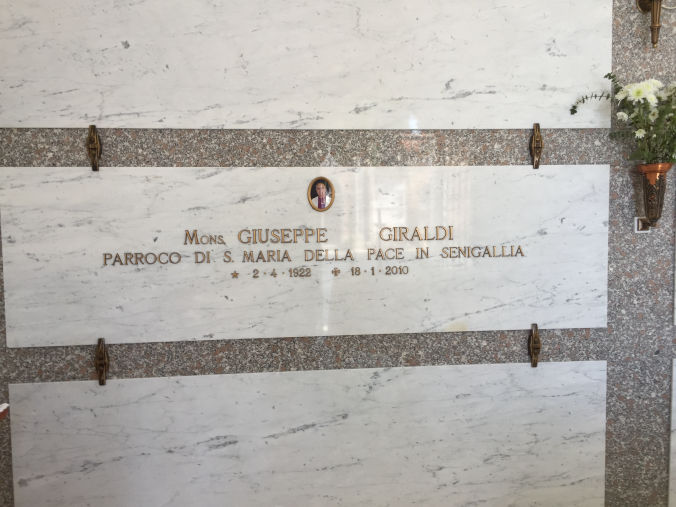 Mons. GIUSEPPE GIRALDI
PARROCO DI S. MARIA DELLA PACE IN SENIGALLIA
★ 2 - 4 - 1922 ✝ 18 - 1 - 2010